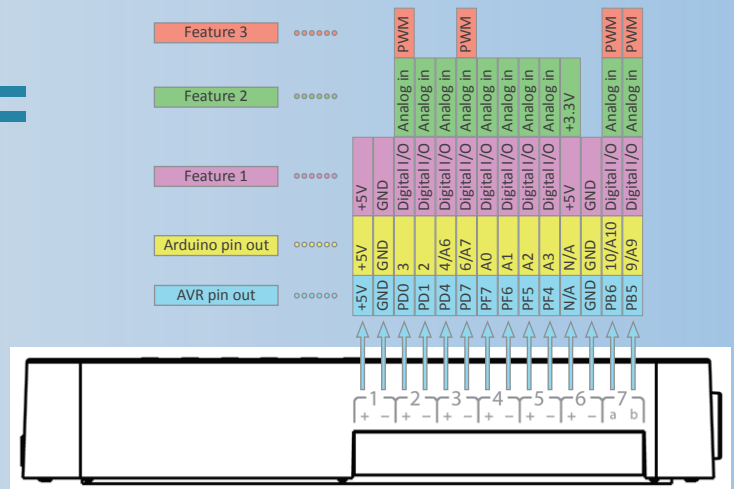 Feature 3 PWM PWM PWM PWM
Feature 2 Analog in Analog in Analog in Analog in Analog in Analog in Analog in Analog in +3.3V Analog in Analog in
Feature 1 +5V GND Digital I/O Digital I/O Digital I/O Digital I/O Digital I/O Digital I/O Digital I/O Digital I/O +5V GND Digital I/O Digital I/O
Arduino pin out +5V GND 3 2 4/A6 6/A7 A0 A1 A2 A3 N/A GND 10/A10 9/A9
AVR pin out +5V GND PD0 PD1 PD4 PD7 PF7 PF6 PF5 PF4 N/A GND PB6 PB5
1 2 3 4 5 6 7
+ − + − + − + − + − + − a b